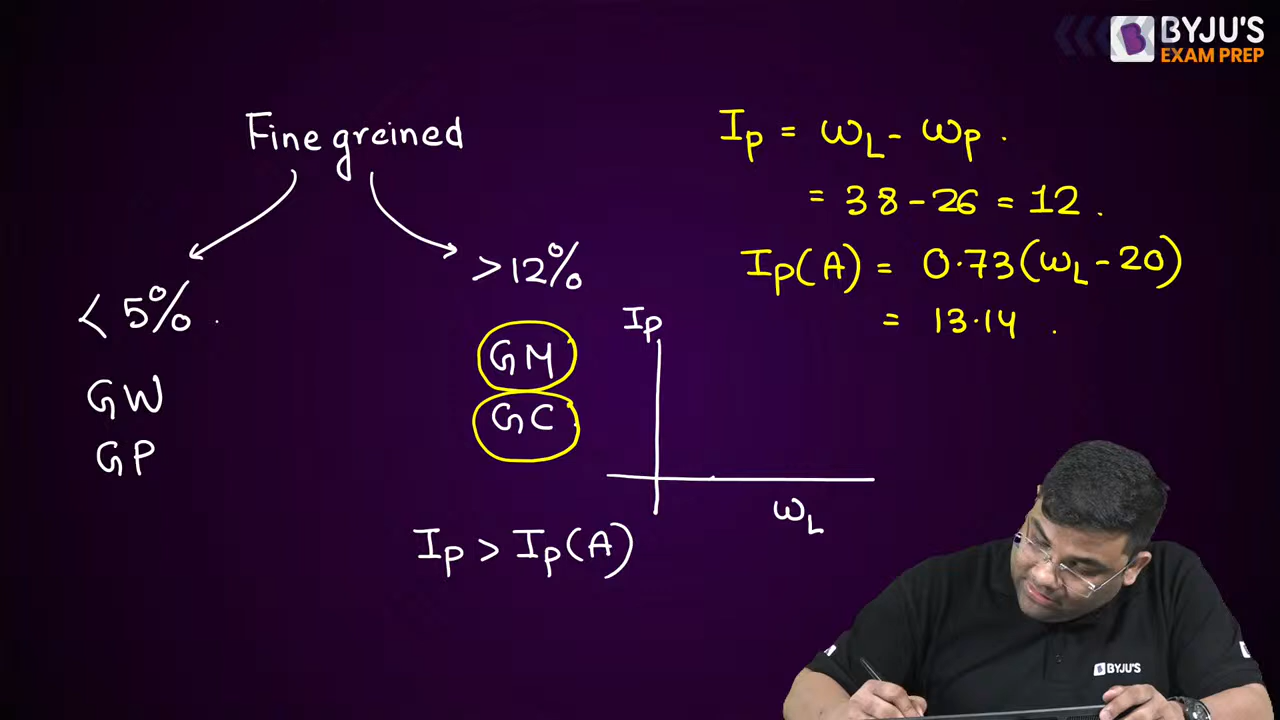 BYJU'S
EXAM PREP
Fine grained
< 5%.
GW
GP
>12%
GM
GC
Ip > Ip(A)
Ip
ωL
Ip = ωL - ωp.
= 38 - 26 = 12.
Ip(A) = 0.73(ωL - 20)
= 13.14.
BYJU'S